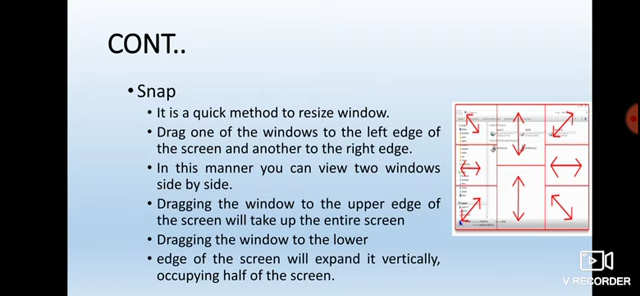 CONT..
• Snap
• It is a quick method to resize window.
• Drag one of the windows to the left edge of
the screen and another to the right edge.
• In this manner you can view two windows
side by side.
• Dragging the window to the upper edge of
the screen will take up the entire screen
• Dragging the window to the lower
• edge of the screen will expand it vertically,
occupying half of the screen.
V RECORDER